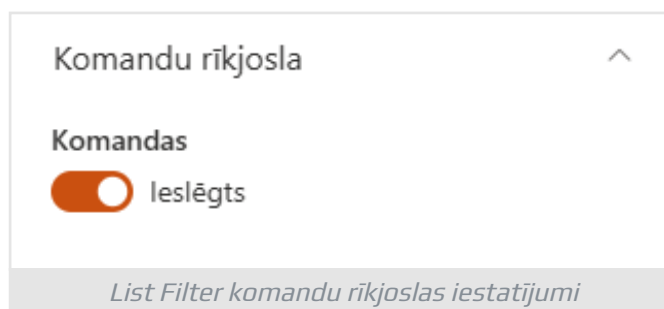 Komandu rīkjosla
Komandas
Ieslēgts
List Filter komandu rīkjoslas iestatījumi